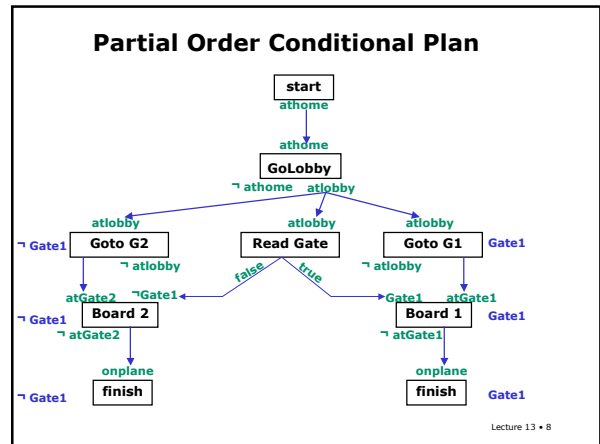 Partial Order Conditional Plan
start
athome
athome
GoLobby
¬ athome atlobby
atlobby atlobby atlobby
¬ Gate1 Goto G2 Read Gate Goto G1 Gate1
¬ atlobby false true ¬ atlobby
atGate2 ¬Gate1 Gate1 atGate1
¬ Gate1 Board 2 Board 1 Gate1
¬ atGate2 ¬ atGate1
onplane onplane
¬ Gate1 finish finish Gate1
Lecture 13 • 8